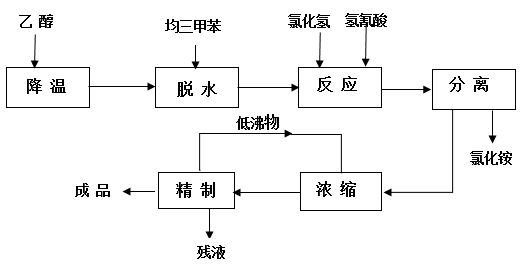 乙醇
均三甲苯
氯化氢
氢氰酸
降温
脱水
反应
分离
氯化铵
低沸物
成品
精制
浓缩
残液